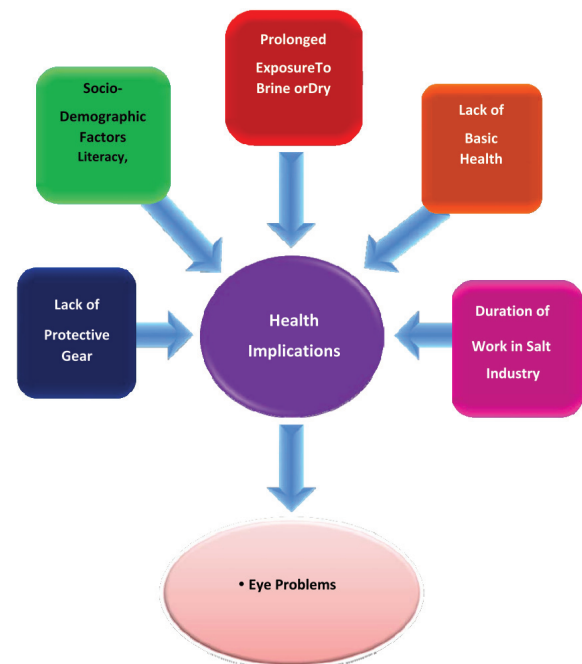 Prolonged
ExposureTo
Brine orDry
Socio-
Demographic
Factors
Literacy,
Lack of
Basic
Health
Lack of
Protective
Gear
Health
Implications
Duration of
Work in Salt
Industry
• Eye Problems